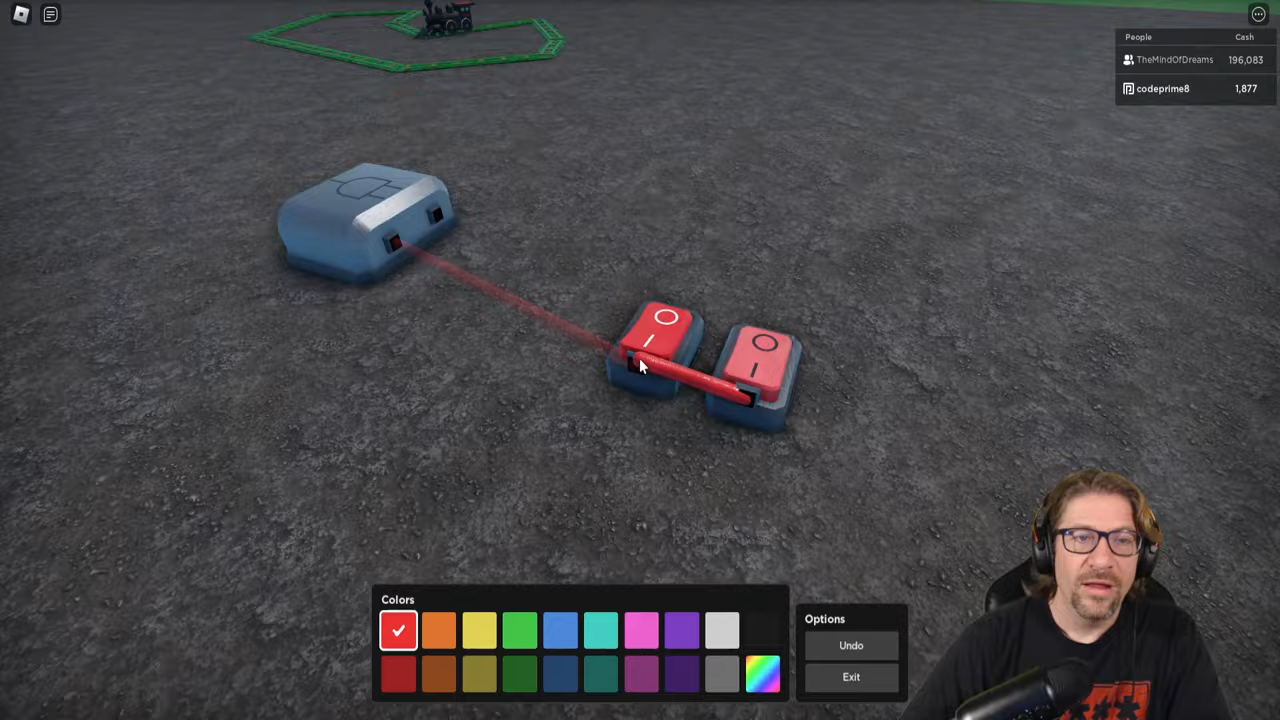 People Cash
TheMindOfDreams 196,083
codeprime8 1,877
Colors
Options
Undo
Exit